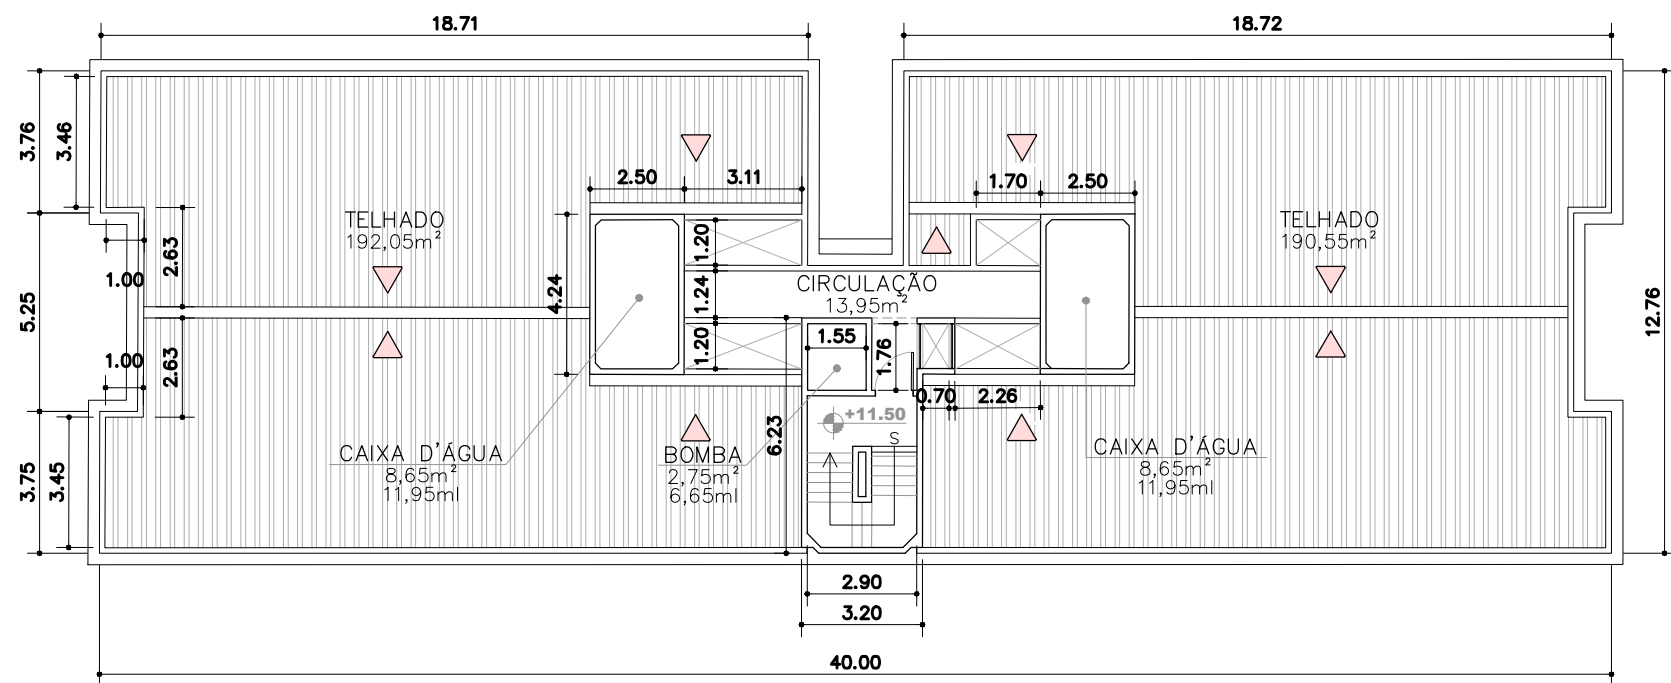 18.71
18.72
3.76
3.46
2.50
3.11
1.70
2.50
TELHADO
192,05m²
TELHADO
190,55m²
2.63
1.00
1.20
4.24
1.24
CIRCULAÇÃO
13,95m²
5.25
12.76
1.20
1.55
1.76
1.00
2.63
0.70
2.26
+11.50
S
6.23
CAIXA D'ÁGUA
8,65m²
11,95ml
BOMBA
2,75m²
6,65ml
CAIXA D'ÁGUA
8,65m²
11,95ml
3.75
3.45
2.90
3.20
40.00